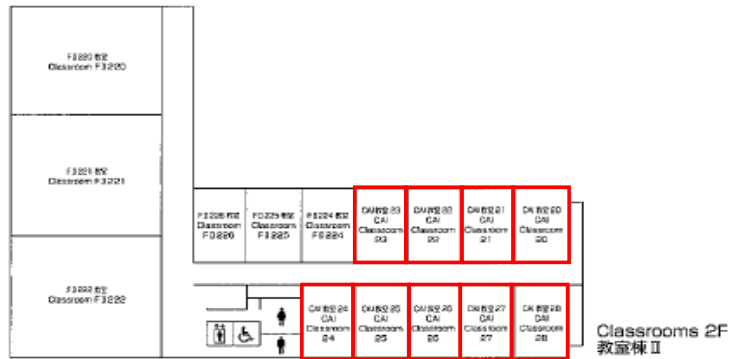 F3220 教室
Classroom F3220
F3221 教室
Classroom F3221
F3222 教室
Classroom F3222
F3226 教室
Classroom
F3226
F3225 教室
Classroom
F3225
F3224 教室
Classroom
F3224
CAI 教室 23
CAI
Classroom
23
CAI 教室 22
CAI
Classroom
22
CAI 教室 21
CAI
Classroom
21
CAI 教室 20
CAI
Classroom
20
CAI 教室 24
CAI
Classroom
24
CAI 教室 25
CAI
Classroom
25
CAI 教室 26
CAI
Classroom
26
CAI 教室 27
CAI
Classroom
27
CAI 教室 28
CAI
Classroom
28
Classrooms 2F
教室棟 Ⅱ